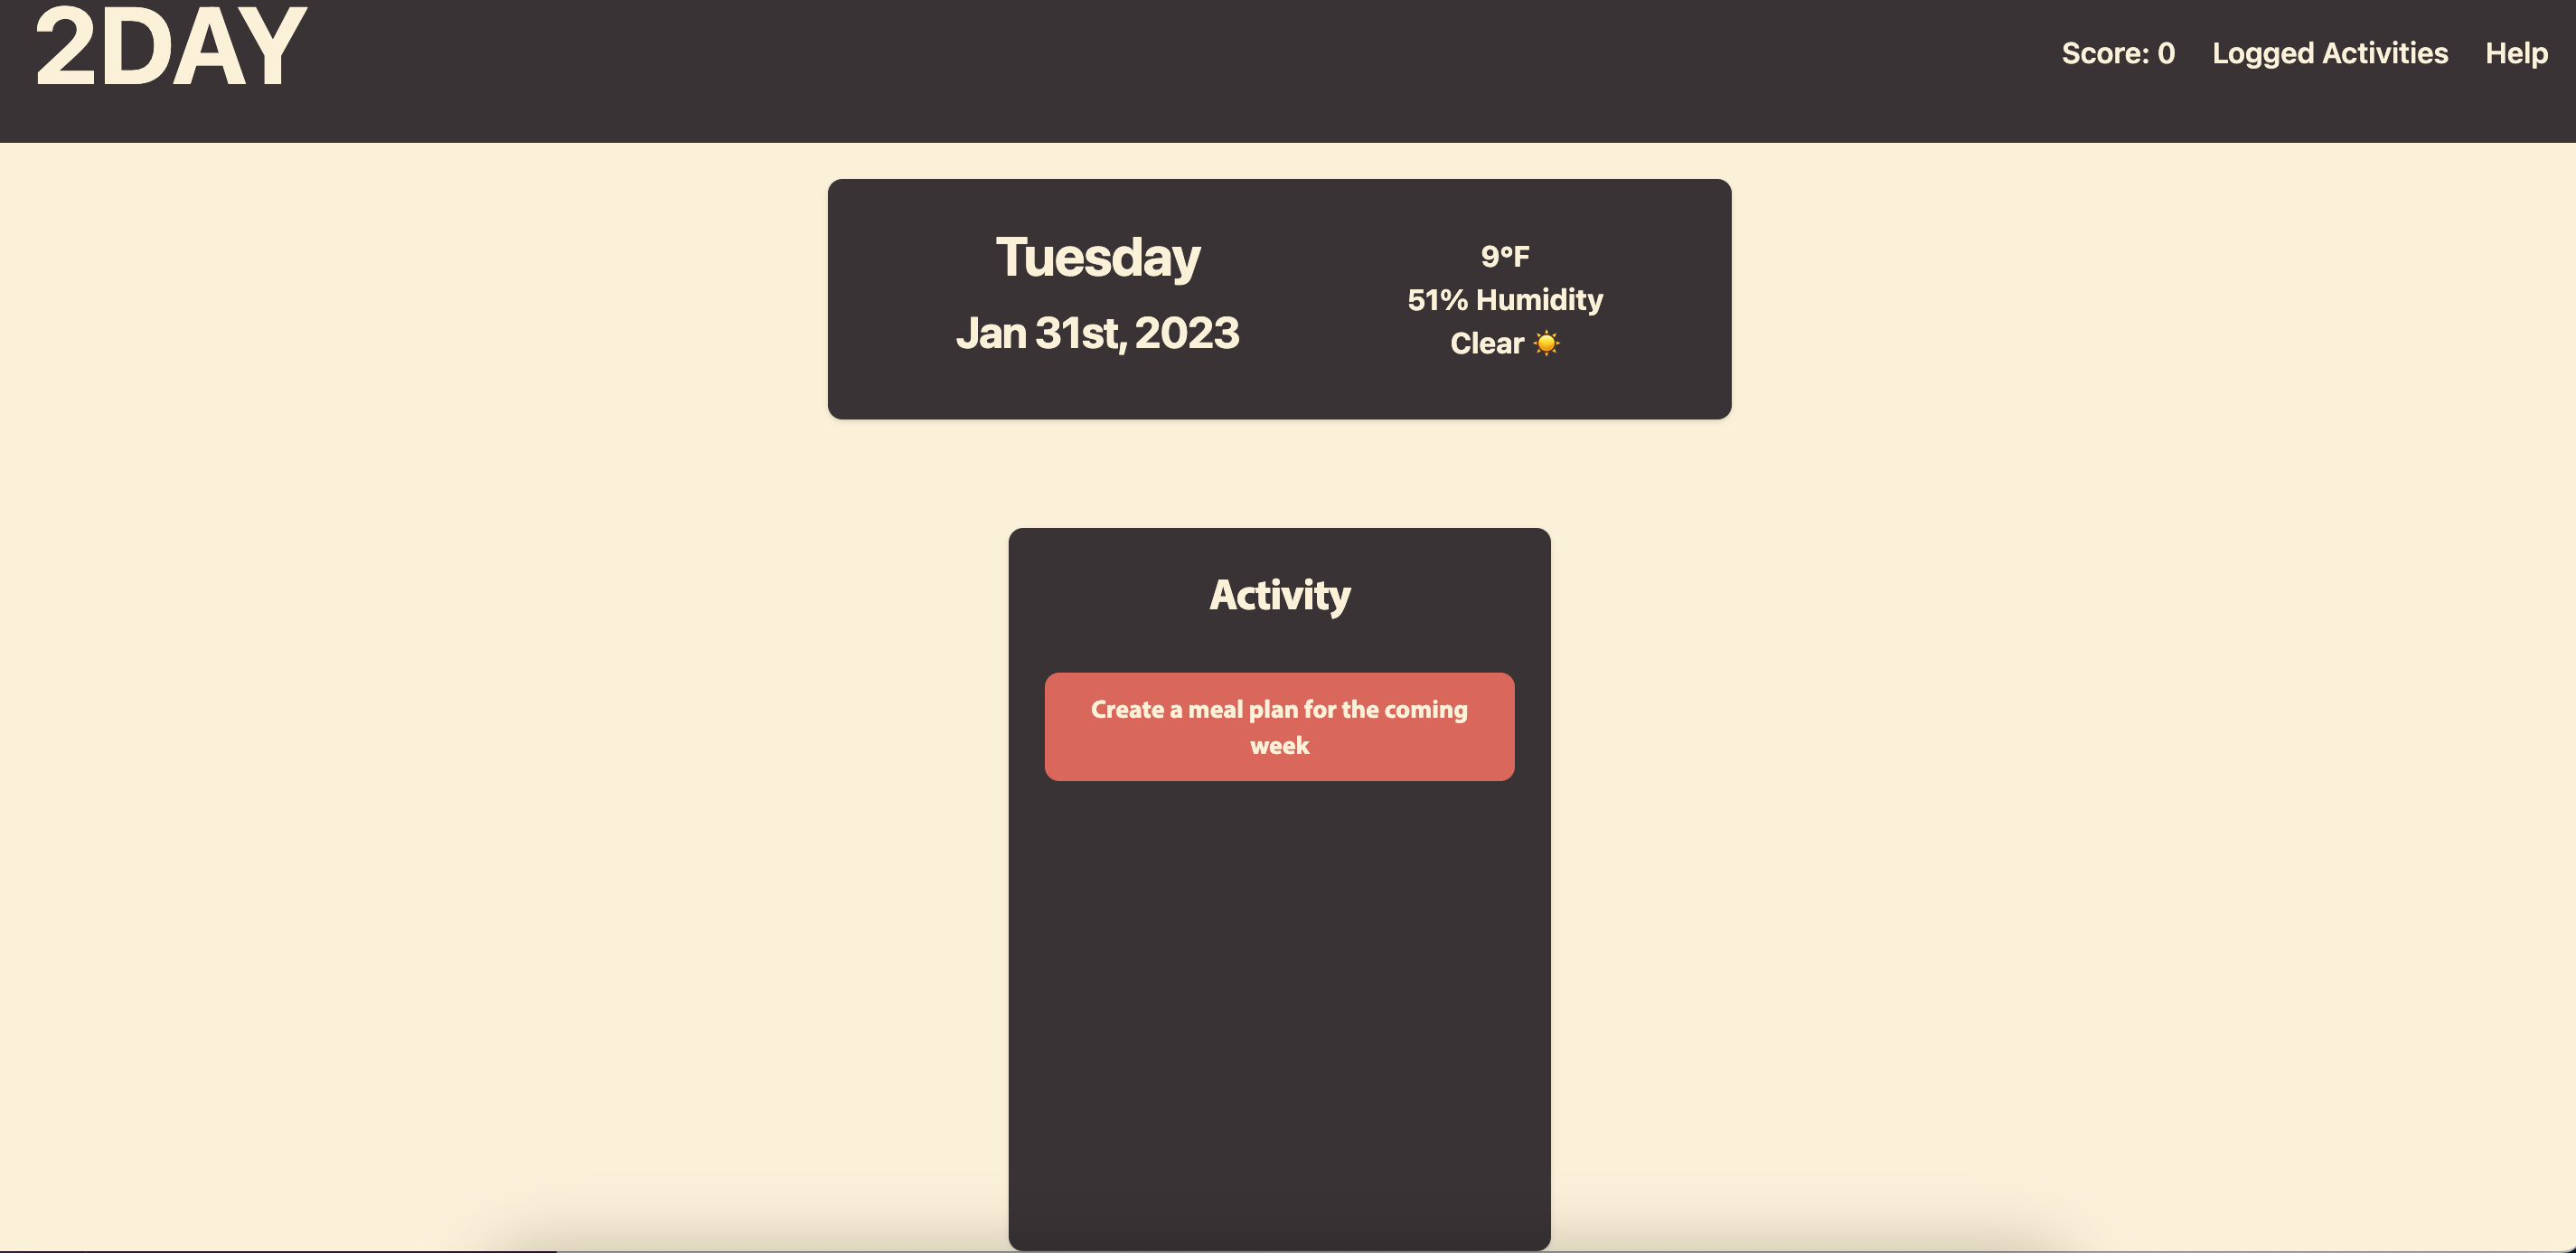 2DAY
Score: 0 Logged Activities Help
Tuesday
Jan 31st, 2023
9°F
51% Humidity
Clear ☀️
Activity
Create a meal plan for the coming
week